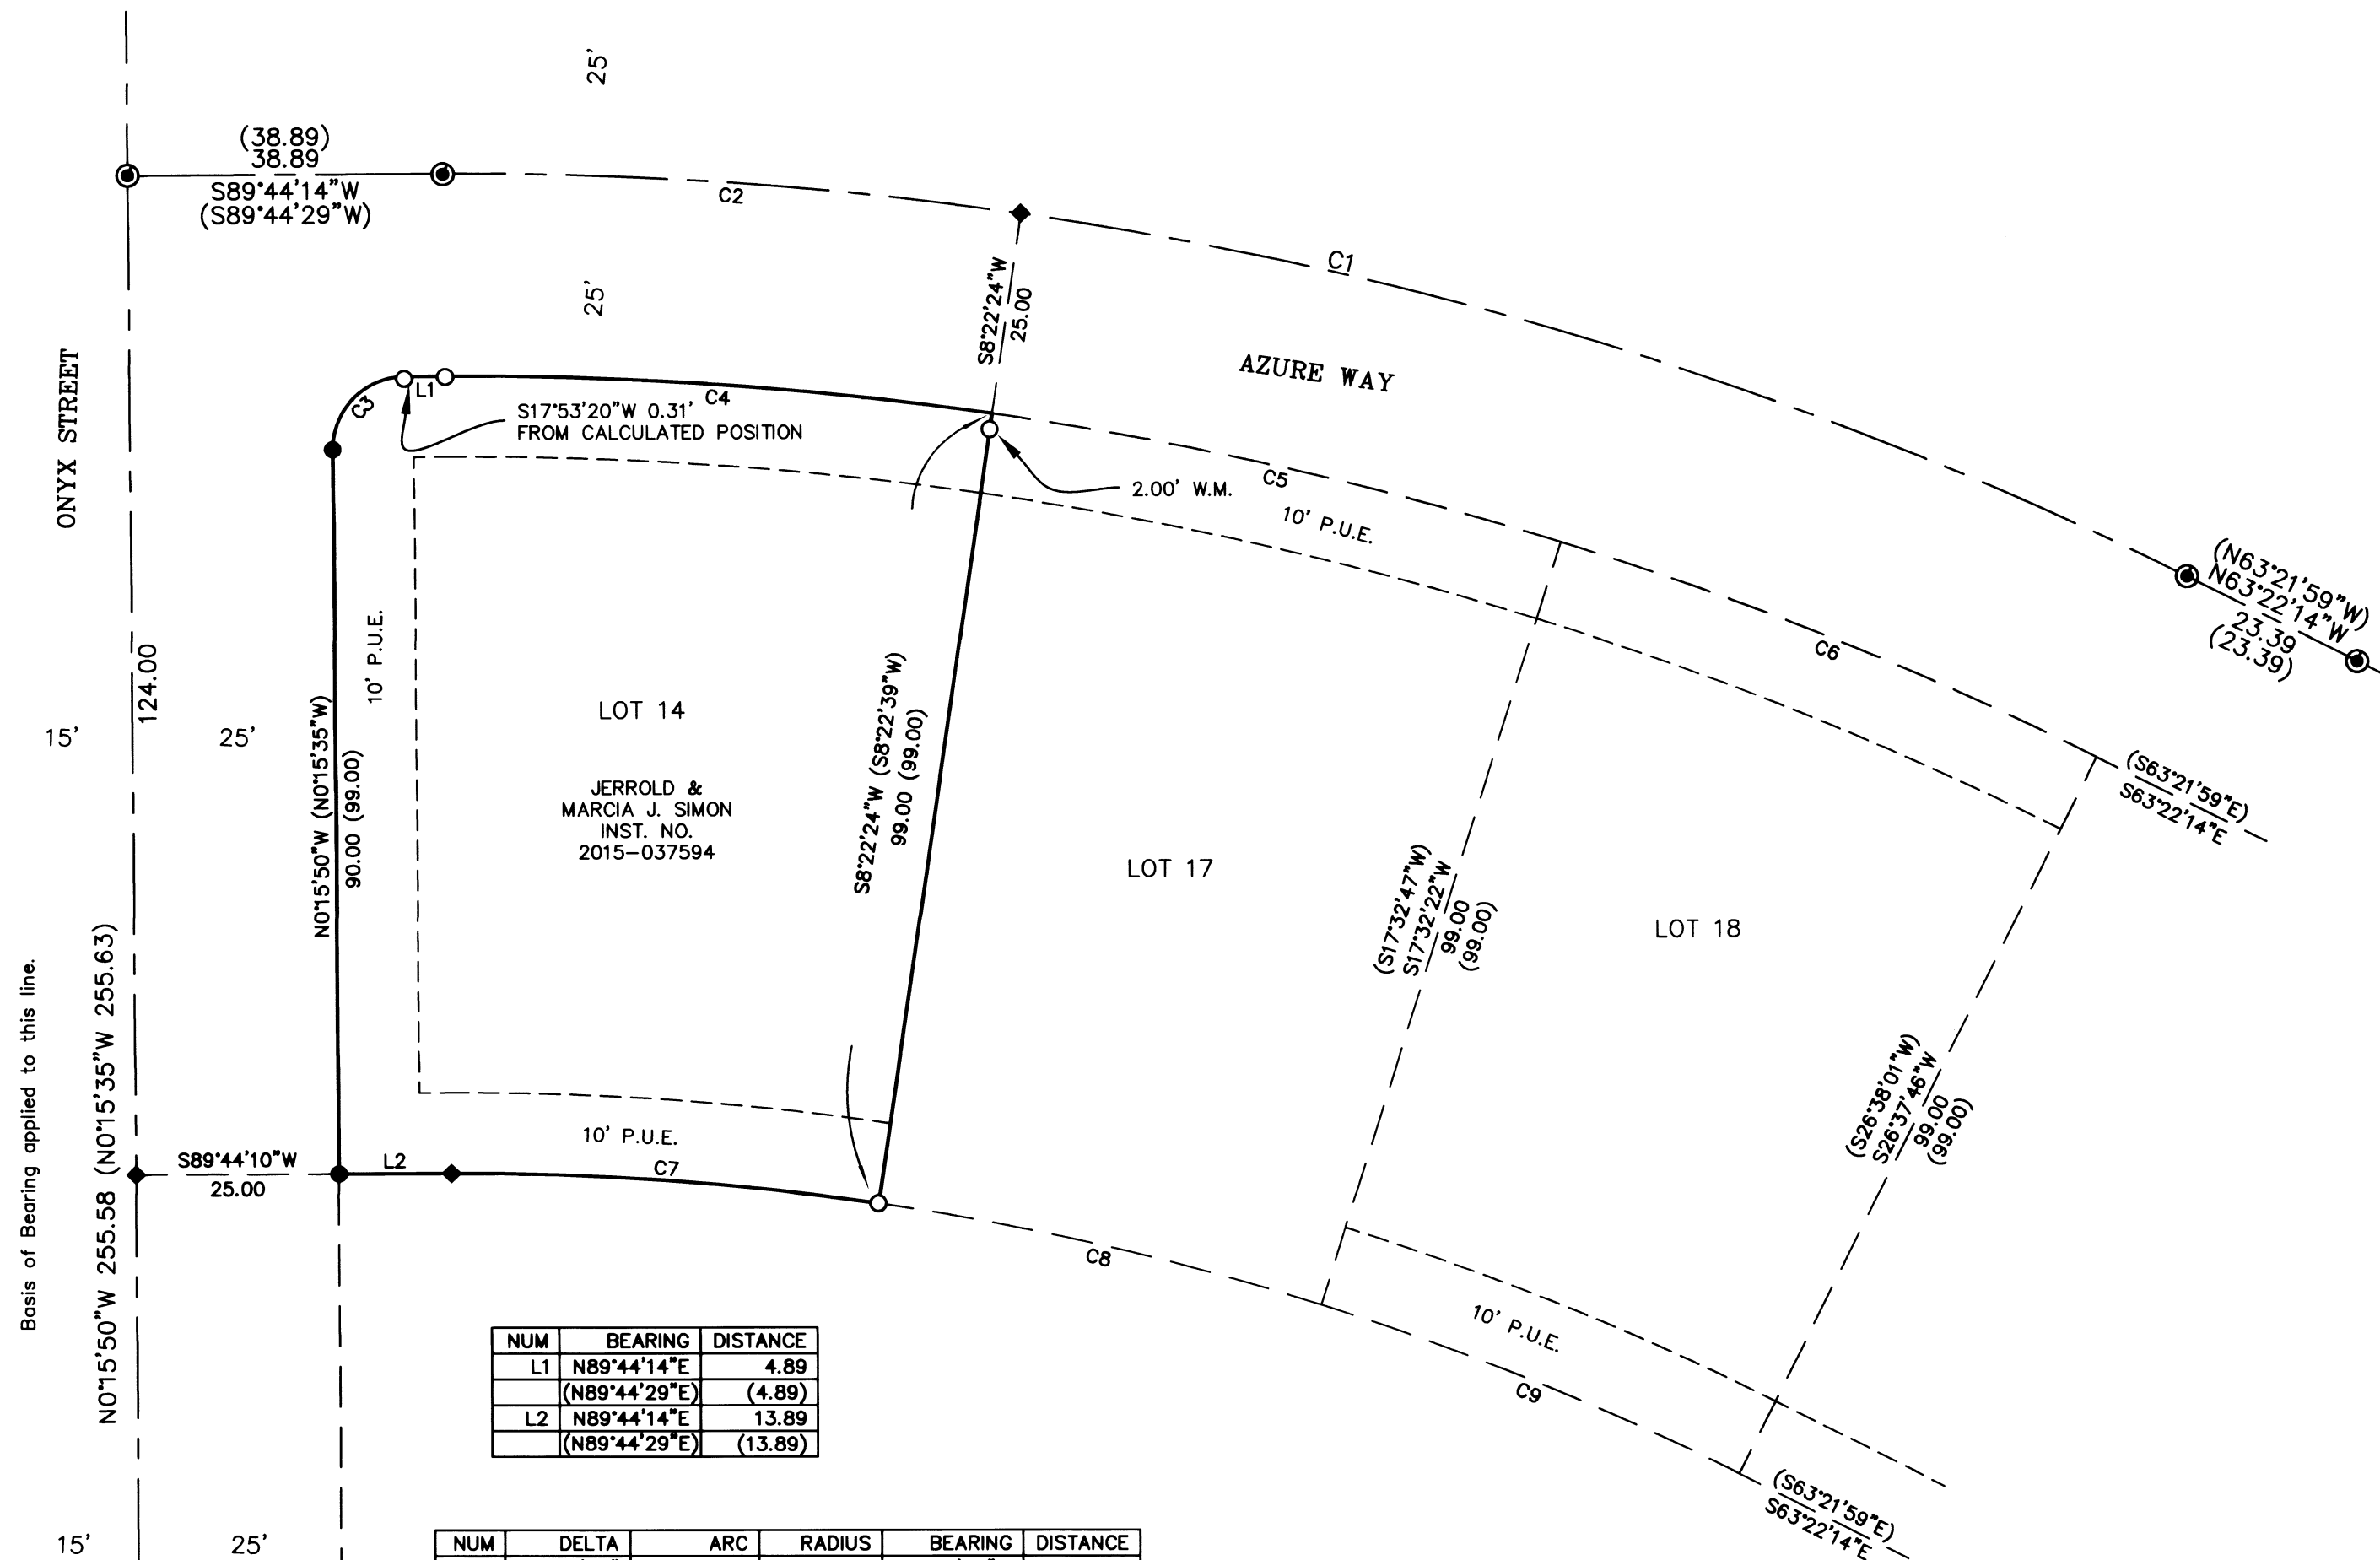 25'
(38.89)
38.89
S89°44'14"W
(S89°44'29"W)
C2
C1
S8°22'24"W
25.00
25'
AZURE WAY
ONYX STREET
C3
L1
C4
S17°53'20"W 0.31'
FROM CALCULATED POSITION
2.00' W.M.
C5
10' P.U.E.
(N63°21'59"W)
N63°22'14"W
23.39
(23.39)
C6
124.00
15'
25'
N0°15'50"W (N0°15'35"W)
90.00 (99.00)
10' P.U.E.
LOT 14
JERROLD &
MARCIA J. SIMON
INST. NO.
2015-037594
S8°22'24"W (S8°22'39"W)
99.00 (99.00)
LOT 17
(S17°32'47"W)
S17°32'22"W
99.00
(99.00)
LOT 18
(S63°21'59"E)
S63°22'14"E
(S26°38'01"W)
S26°37'46"W
99.00
(99.00)
Basis of Bearing applied to this line.
N0°15'50"W 255.58 (N0°15'35"W 255.63)
S89°44'10"W
25.00
L2
10' P.U.E.
C7
C8
10' P.U.E.
C9
(S63°21'59"E)
S63°22'14"E
NUM BEARING DISTANCE
L1 N89°44'14"E 4.89
(N89°44'29"E) (4.89)
L2 N89°44'14"E 13.89
(N89°44'29"E) (13.89)
15'
25'
NUM DELTA ARC RADIUS BEARING DISTANCE